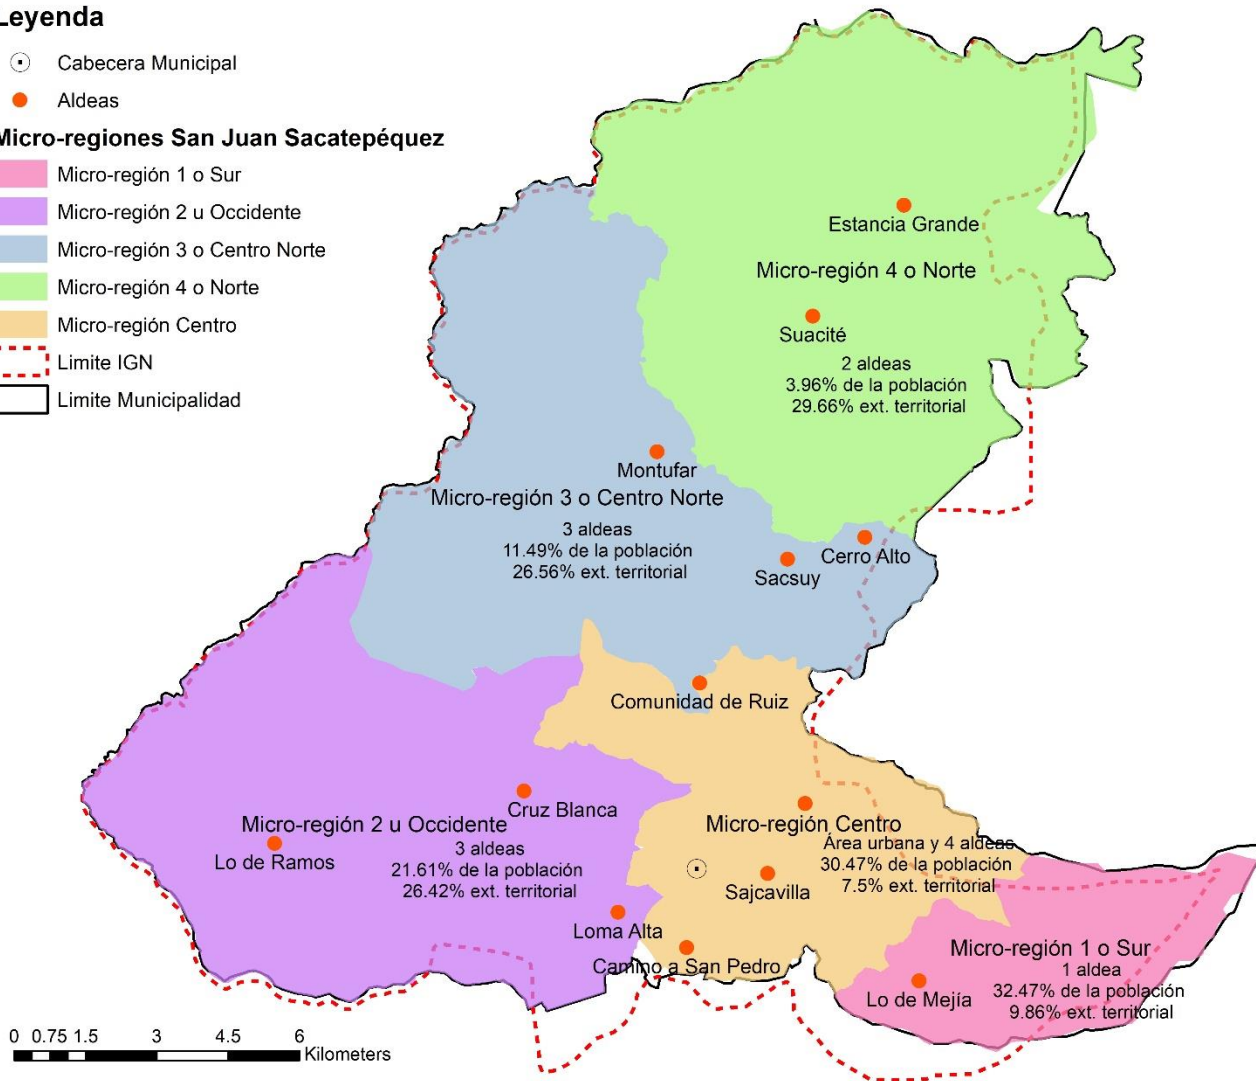 Leyenda
Cabecera Municipal
Aldeas
Micro-regiones San Juan Sacatepéquez
Micro-región 1 o Sur
Micro-región 2 u Occidente
Micro-región 3 o Centro Norte
Micro-región 4 o Norte
Micro-región Centro
Limite IGN
Limite Municipalidad
Estancia Grande
Micro-región 4 o Norte
Suacité
2 aldeas
3.96% de la población
29.66% ext. territorial
Montufar
Micro-región 3 o Centro Norte
3 aldeas
11.49% de la población
26.56% ext. territorial
Cerro Alto
Sacsuy
Comunidad de Ruiz
Cruz Blanca
Micro-región 2 u Occidente
Lo de Ramos
3 aldeas
21.61% de la población
26.42% ext. territorial
Loma Alta
Micro-región Centro
Área urbana y 4 aldeas
30.47% de la población
7.5% ext. territorial
Sajcavilla
Camino a San Pedro
Micro-región 1 o Sur
1 aldea
32.47% de la población
9.86% ext. territorial
Lo de Mejía
0 0.75 1.5 3 4.5 6
Kilometers